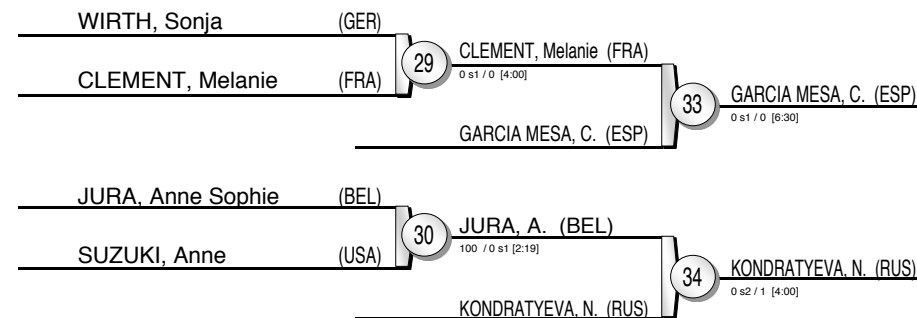 WIRTH, Sonja (GER)
29
CLEMENT, Melanie (FRA)
0 s1 / 0 [4:00]
CLEMENT, Melanie (FRA)
33
GARCIA MESA, C. (ESP)
0 s1 / 0 [6:30]
GARCIA MESA, C. (ESP)
JURA, Anne Sophie (BEL)
30
JURA, A. (BEL)
100 / 0 s1 [2:19]
SUZUKI, Anne (USA)
34
KONDRATYEVA, N. (RUS)
0 s2 / 1 [4:00]
KONDRATYEVA, N. (RUS)